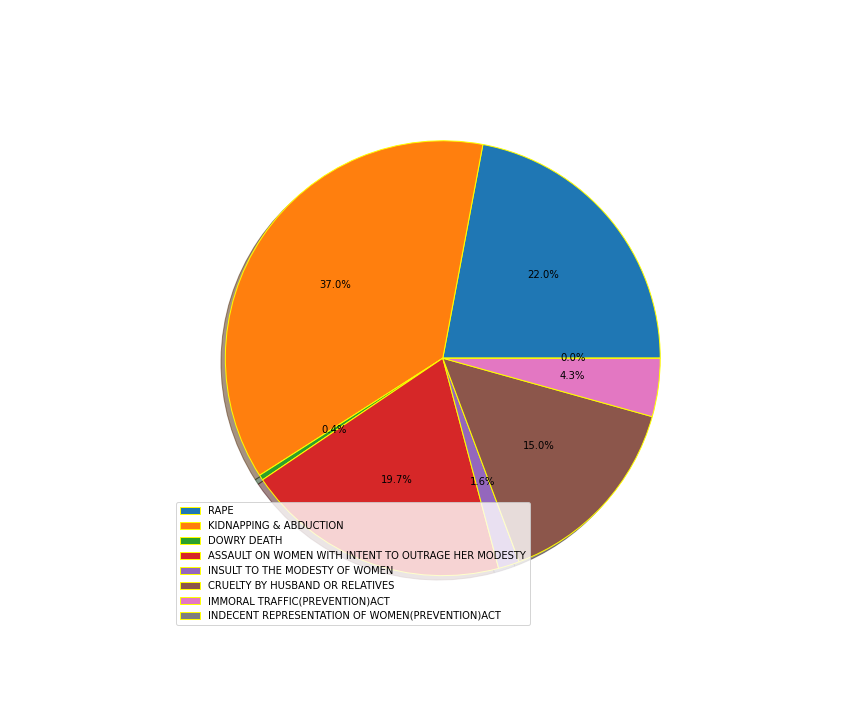 22.0%
37.0%
0.0%
4.3%
0.4%
15.0%
19.7%
1.6%
RAPE
KIDNAPPING & ABDUCTION
DOWRY DEATH
ASSAULT ON WOMEN WITH INTENT TO OUTRAGE HER MODESTY
INSULT TO THE MODESTY OF WOMEN
CRUELTY BY HUSBAND OR RELATIVES
IMMORAL TRAFFIC(PREVENTION)ACT
INDECENT REPRESENTATION OF WOMEN(PREVENTION)ACT